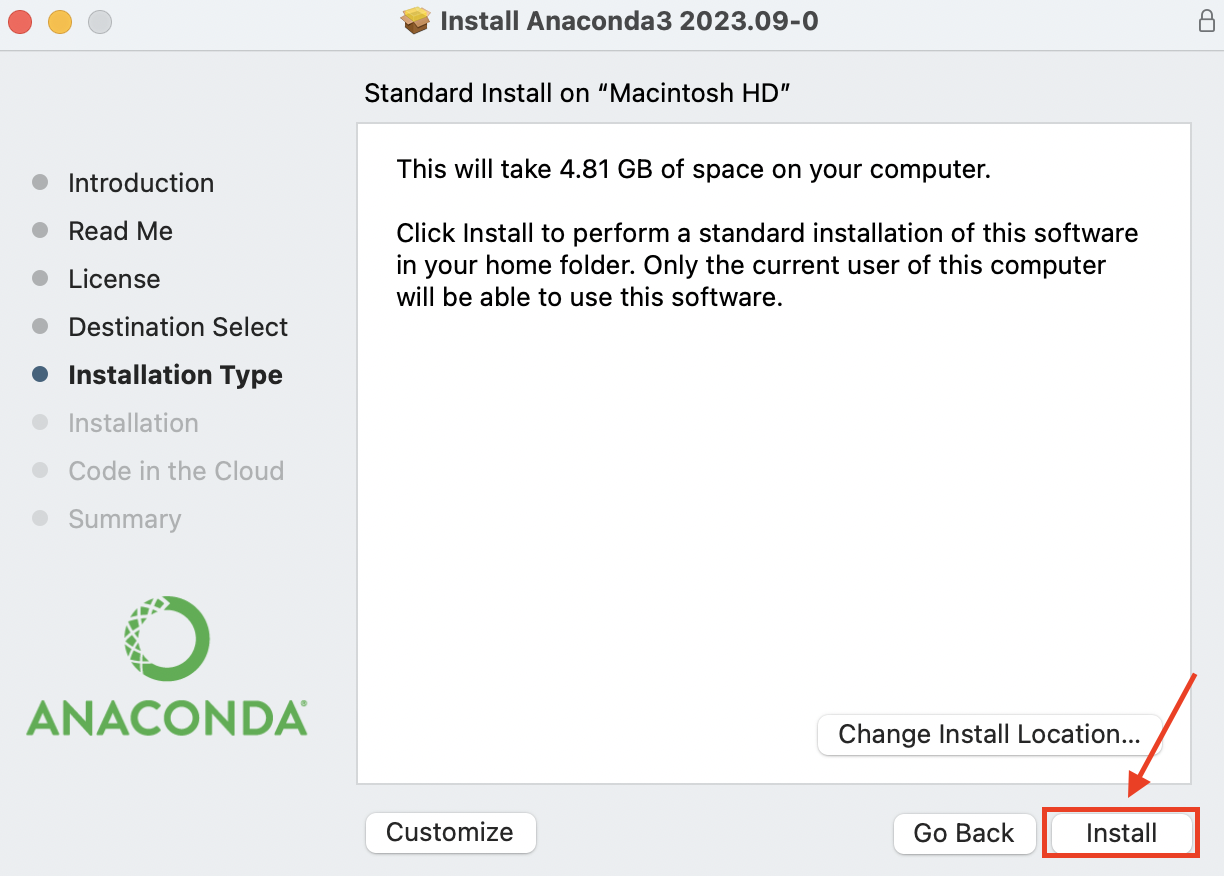 Install Anaconda3 2023.09-0
Standard Install on “Macintosh HD”
Introduction
Read Me
License
Destination Select
Installation Type
Installation
Code in the Cloud
Summary
ANACONDA®
This will take 4.81 GB of space on your computer.
Click Install to perform a standard installation of this software
in your home folder. Only the current user of this computer
will be able to use this software.
Change Install Location...
Customize
Go Back
Install